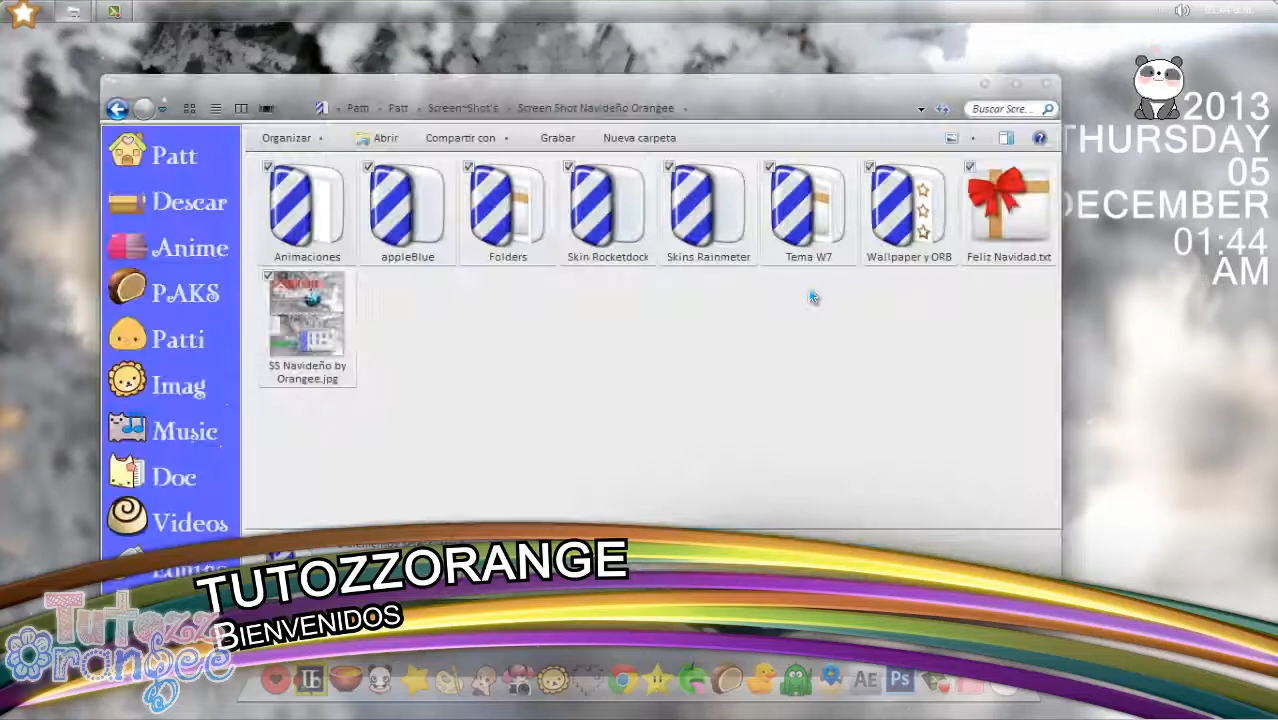 Patti
Patt
Screen~Shot's
Screen Shot Navideño Orangee
Buscar Scre...
Organizar
Abrir
Compartir con
Grabar
Nueva carpeta
Patt
Descar
Anime
PAKS
Patti
Imag
Music
Doc
Videos
Animaciones
appleBlue
Folders
Skin Rocketdock
Skins Rainmeter
Tema W7
Wallpaper y ORB
Feliz Navidad.txt
SS Navideño by
Orangee.jpg
2013
THURSDAY
05
DECEMBER
01:44
AM
TUTOZZORANGE
BIENVENIDOS
Tutozz
Orangee
AE
Ps